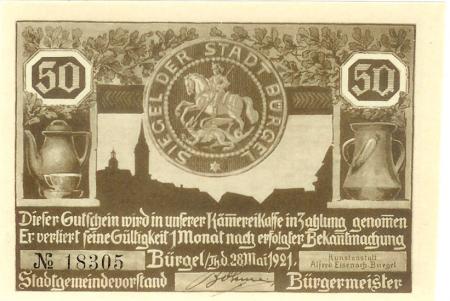 50
SIEGEL DER STADT BÜRGEL
50
Dieser Gutschein wird in unserer Kämmereikasse in Zahlung genommen
Er verliert seine Gültigkeit 1 Monat nach erfolgter Bekanntmachung
№ 18305
Bürgel i/Th. d. 28 Mai 1921.
Kunstanstalt
Alfred Eisenach-Bürgel
Stadtgemeindevorstand
Bürgermeister